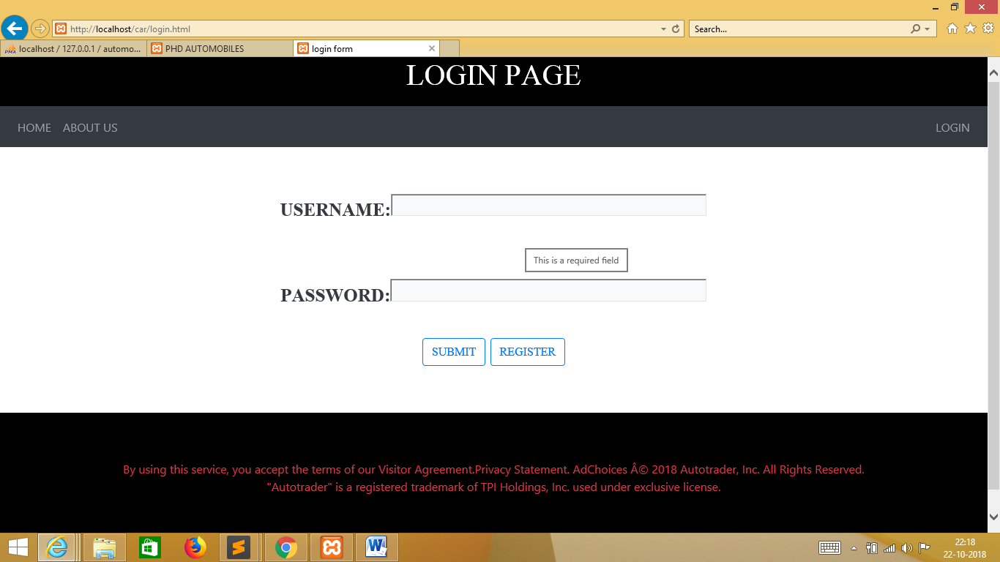 http://localhost/car/login.html
Search...
localhost / 127.0.0.1 / automo...
PHD AUTOMOBILES
login form
LOGIN PAGE
HOME ABOUT US LOGIN
USERNAME:
This is a required field
PASSWORD:
SUBMIT REGISTER
By using this service, you accept the terms of our Visitor Agreement.Privacy Statement. AdChoices Â© 2018 Autotrader, Inc. All Rights Reserved.
"Autotrader" is a registered trademark of TPI Holdings, Inc. used under exclusive license.
22:18
22-10-2018